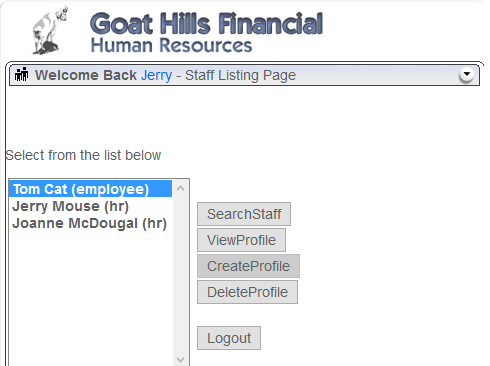 Goat Hills Financial
Human Resources
Welcome Back Jerry - Staff Listing Page
Select from the list below
Tom Cat (employee)
Jerry Mouse (hr)
Joanne McDougal (hr)
SearchStaff
ViewProfile
CreateProfile
DeleteProfile
Logout